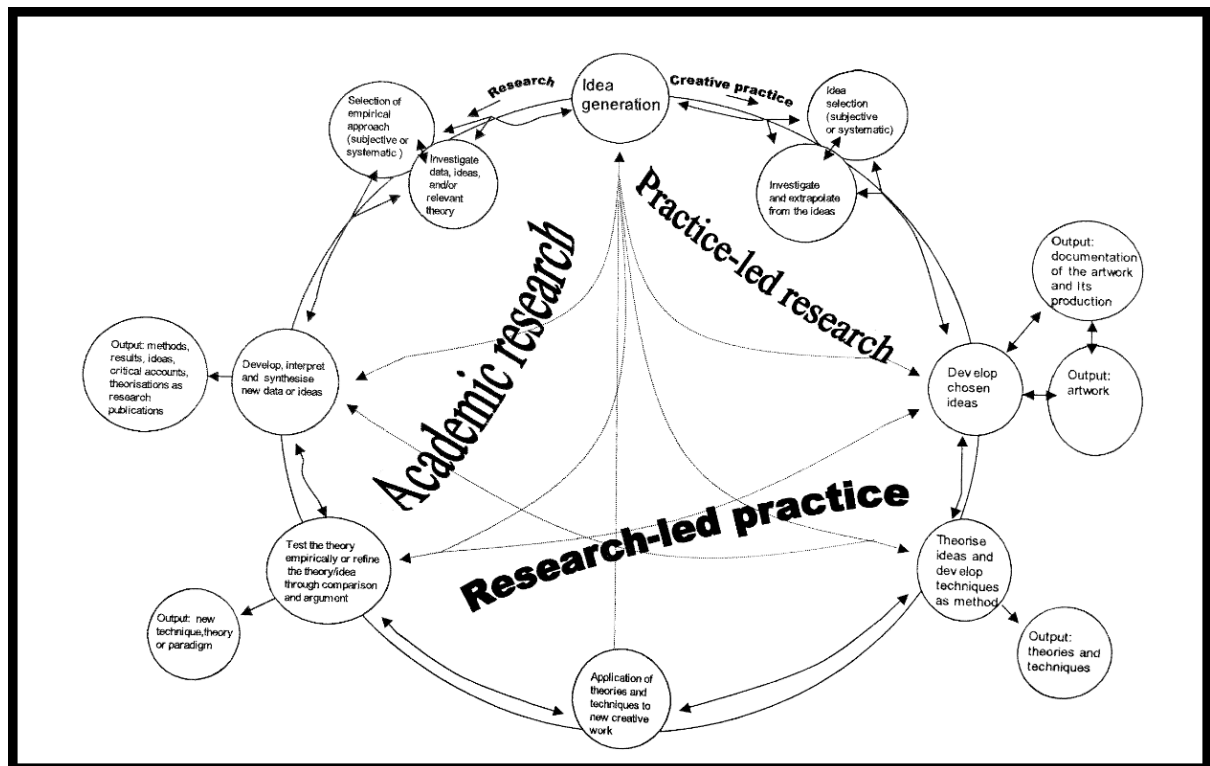 Research
Idea
generation
Creative practice
Selection of
empirical
approach
(subjective or
systematic )
Investigate
data, ideas,
and/or
relevant
theory
Idea
selection
(subjective
or systematic)
Investigate
and extrapolate
from the ideas
Academic research
Practice-led research
Research-led practice
Output:
documentation
of the artwork
and its
production
Output:
artwork
Develop
chosen
ideas
Output: methods,
results, ideas,
critical accounts,
theorisations as
research
publications
Develop, interpret
and synthesise
new data or ideas
Test the theory
empirically or refine
the theory/idea
through comparison
and argument
Theorise
ideas and
develop
techniques
as method
Output: new
technique,theory
or paradigm
Output:
theories and
techniques
Application of
theories and
techniques to
new creative
work